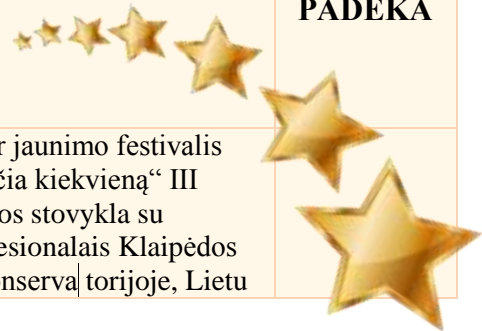 PADĖKA
r jaunimo festivalis
čia kiekvieną“ III
os stovykla su
esionalais Klaipėdos
nserva torijoje, Lietu